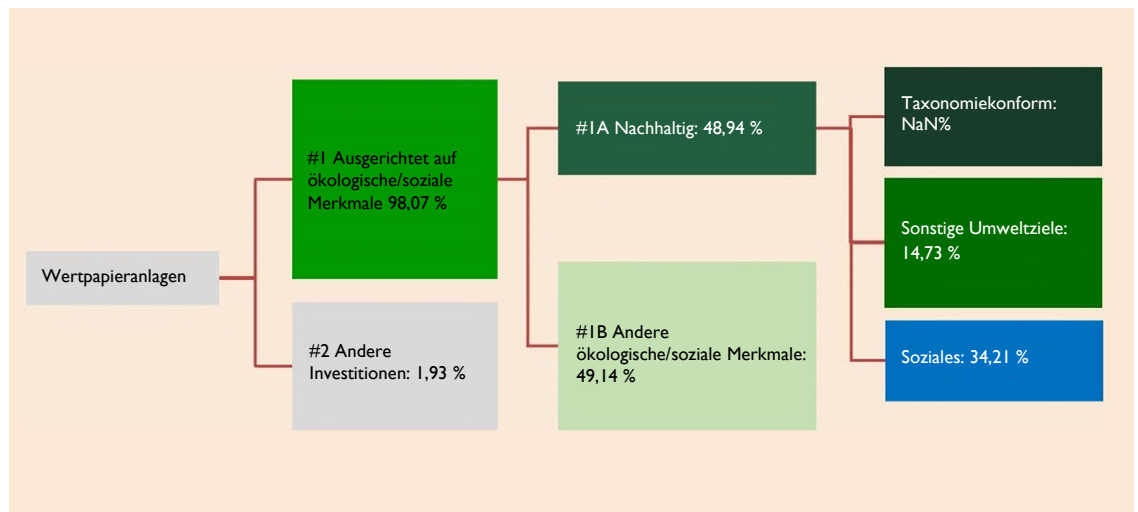 Wertpapieranlagen
#1 Ausgerichtet auf
ökologische/soziale
Merkmale 98,07 %
#2 Andere
Investitionen: 1,93 %
#1A Nachhaltig: 48,94 %
#1B Andere
ökologische/soziale Merkmale:
49,14 %
Taxonomiekonform:
NaN%
Sonstige Umweltziele:
14,73 %
Soziales: 34,21 %